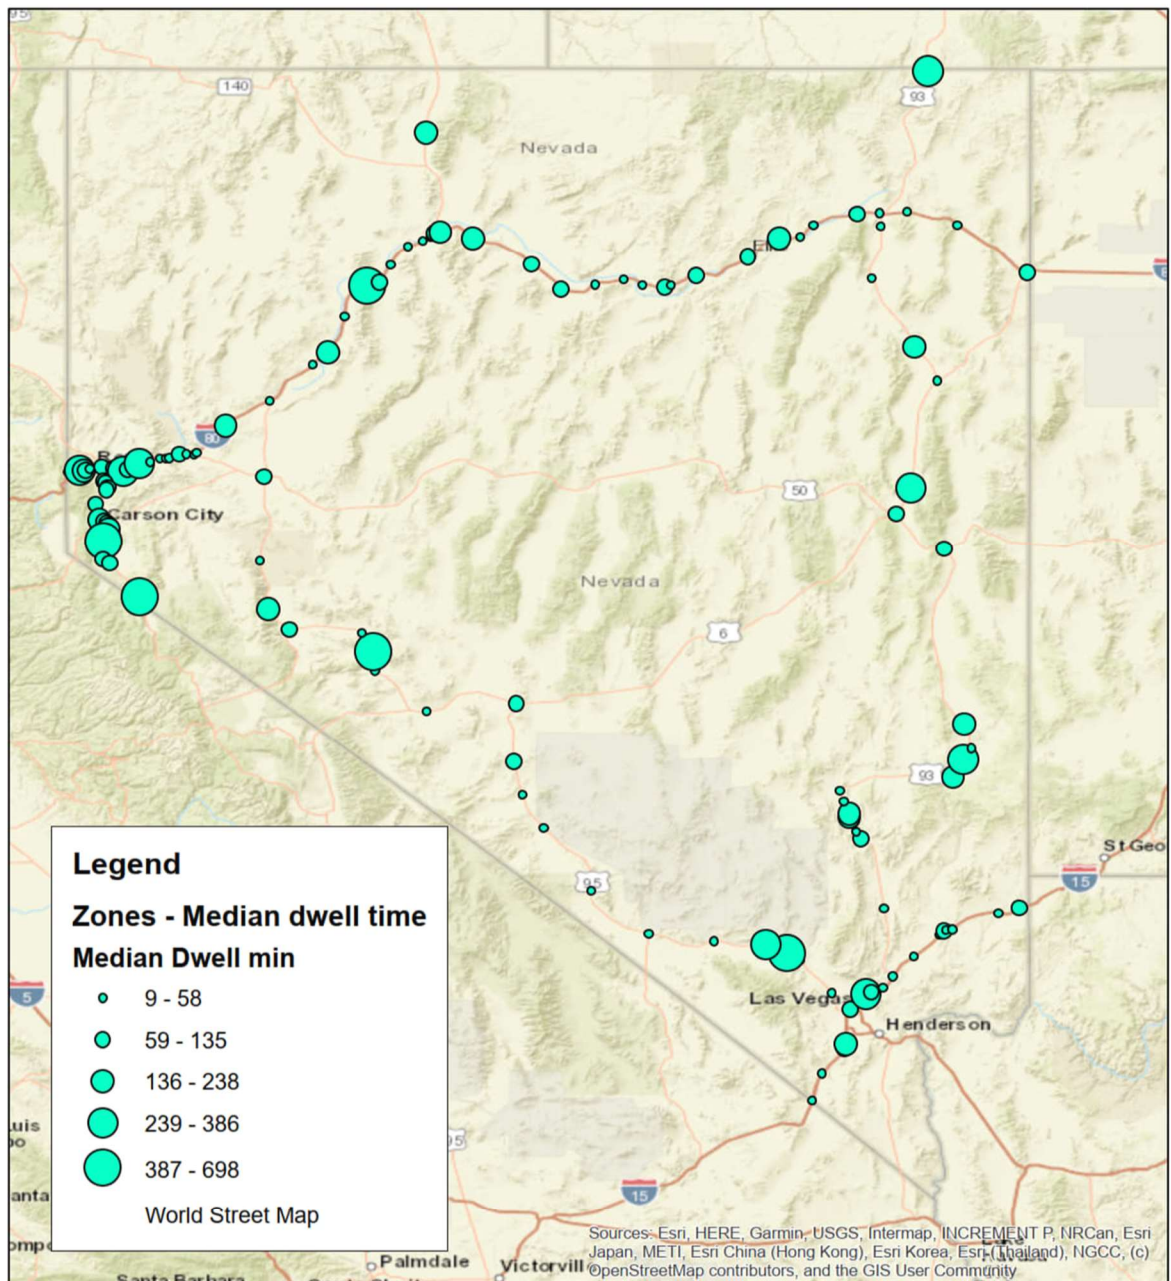 95
140
93
Nevada
80
50
Carson City
Nevada
6
93
St Geo
15
95
Legend
Zones - Median dwell time
Median Dwell min
9 - 58
59 - 135
136 - 238
239 - 386
387 - 698
World Street Map
5
Las Vegas
Henderson
uis
95
15
anta
Palmdale
Victorvill
Santa Barbara
Sources: Esri, HERE, Garmin, USGS, Intermap, INCREMENT P, NRCan, Esri
Japan, METI, Esri China (Hong Kong), Esri Korea, Esri (Thailand), NGCC, (c)
OpenStreetMap contributors, and the GIS User Community